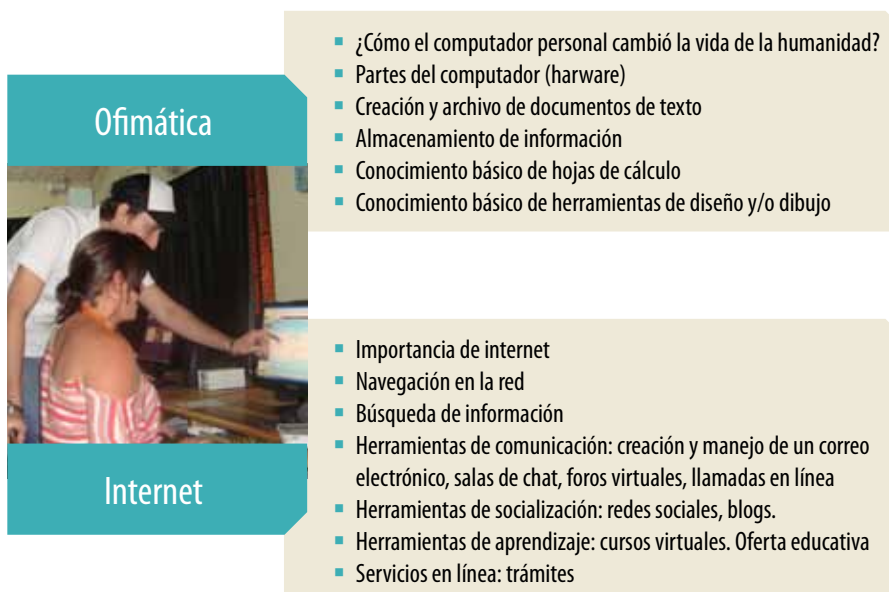 Ofimática
¿Cómo el computador personal cambió la vida de la humanidad?
Partes del computador (harware)
Creación y archivo de documentos de texto
Almacenamiento de información
Conocimiento básico de hojas de cálculo
Conocimiento básico de herramientas de diseño y/o dibujo
Internet
Importancia de internet
Navegación en la red
Búsqueda de información
Herramientas de comunicación: creación y manejo de un correo
electrónico, salas de chat, foros virtuales, llamadas en línea
Herramientas de socialización: redes sociales, blogs.
Herramientas de aprendizaje: cursos virtuales. Oferta educativa
Servicios en línea: trámites